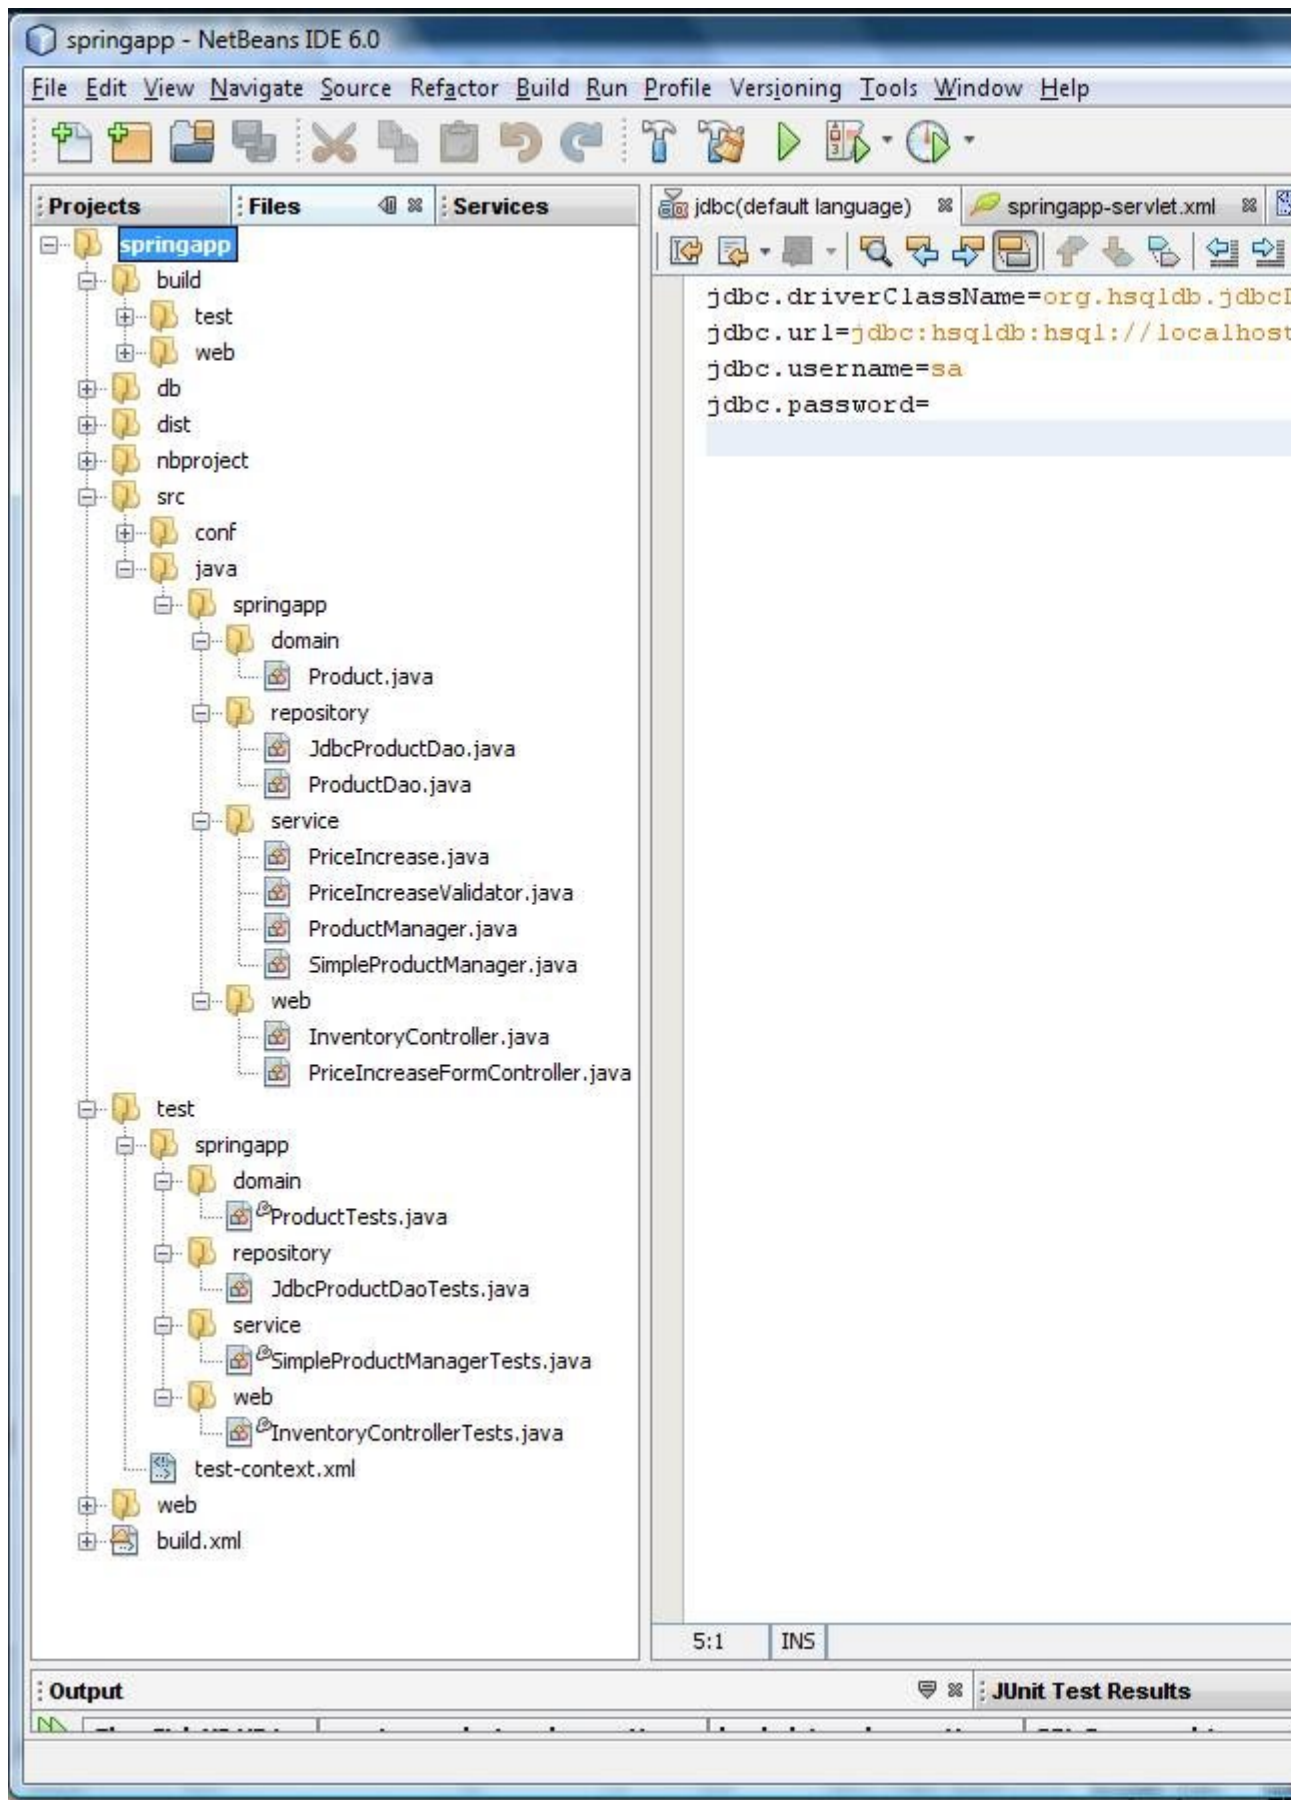 springapp - NetBeans IDE 6.0
File Edit View Navigate Source Refactor Build Run Profile Versioning Tools Window Help
Projects Files Services
springapp
build
test
web
db
dist
nbproject
src
conf
java
springapp
domain
Product.java
repository
JdbcProductDao.java
ProductDao.java
service
PriceIncrease.java
PriceIncreaseValidator.java
ProductManager.java
SimpleProductManager.java
web
InventoryController.java
PriceIncreaseFormController.java
test
springapp
domain
ProductTests.java
repository
JdbcProductDaoTests.java
service
SimpleProductManagerTests.java
web
InventoryControllerTests.java
test-context.xml
web
build.xml
jdbc(default language) springapp-servlet.xml
jdbc.driverClassName=org.hsqldb.jdbc
jdbc.url=jdbc:hsqldb:hsql://localhost
jdbc.username=sa
jdbc.password=
5:1 INS
Output JUnit Test Results